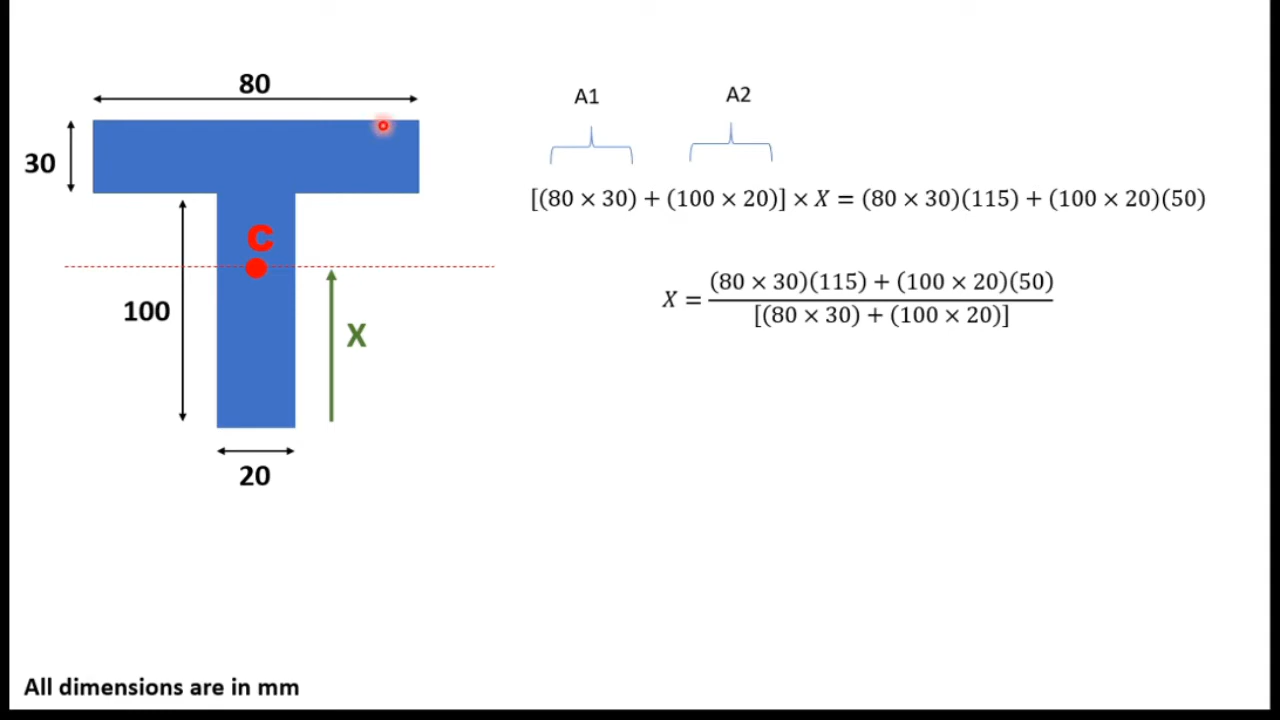 80
A1
A2
30
[(80 × 30) + (100 × 20)] × X = (80 × 30)(115) + (100 × 20)(50)
C
X = (80 × 30)(115) + (100 × 20)(50)
[(80 × 30) + (100 × 20)]
100
X
20
All dimensions are in mm